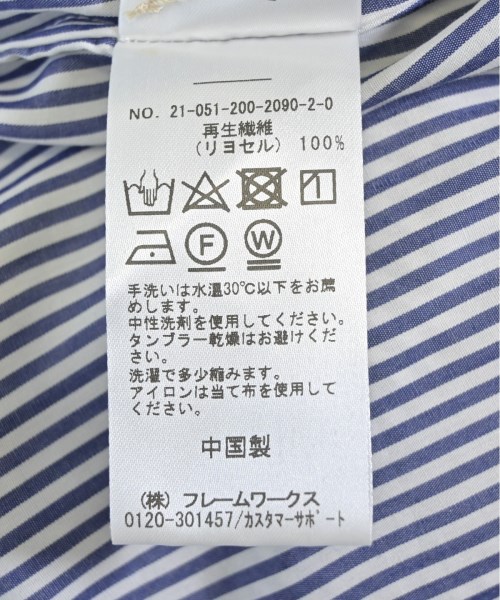 NO. 21-051-200-2090-2-0
再生繊維
(リヨセル) 100%
F
W
手洗いは水温30℃以下をお薦
めします。
中性洗剤を使用してください。
タンブラー乾燥はお避けくださ
い。
洗濯で多少縮みます。
アイロンは当て布を使用して
ください。
中国製
(株) フレームワークス
0120-301457/カスタマーサポート